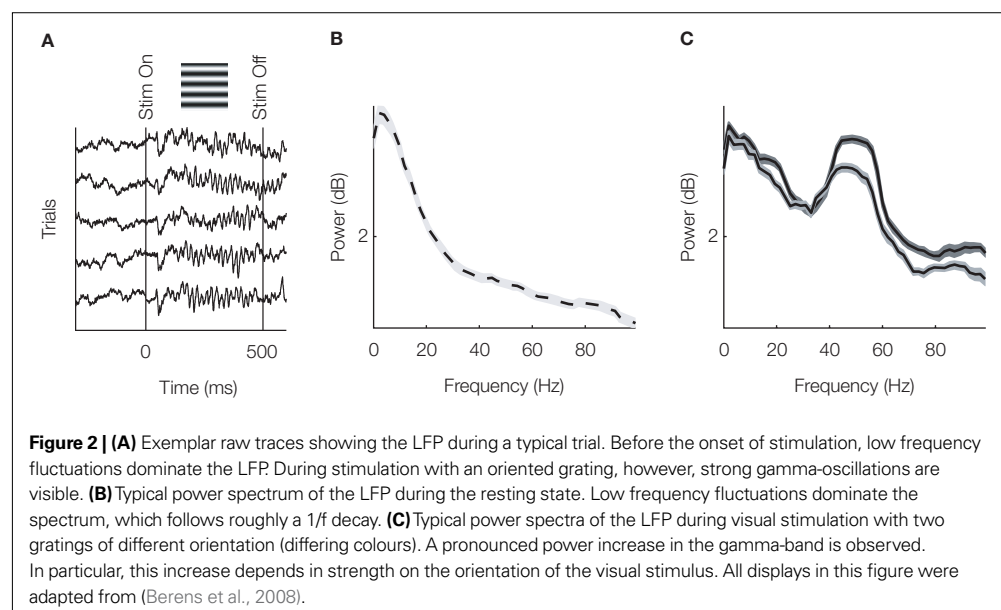 A
B
C
Stim On
Stim Off
Trials
0
500
Time (ms)
Power (dB)
2
0
20
40
60
80
Frequency (Hz)
Power (dB)
2
0
20
40
60
80
Frequency (Hz)
Figure 2 | (A) Exemplar raw traces showing the LFP during a typical trial. Before the onset of stimulation, low frequency
fluctuations dominate the LFP. During stimulation with an oriented grating, however, strong gamma-oscillations are
visible. (B) Typical power spectrum of the LFP during the resting state. Low frequency fluctuations dominate the
spectrum, which follows roughly a 1/f decay. (C) Typical power spectra of the LFP during visual stimulation with two
gratings of different orientation (differing colours). A pronounced power increase in the gamma-band is observed.
In particular, this increase depends in strength on the orientation of the visual stimulus. All displays in this figure were
adapted from (Berens et al., 2008).